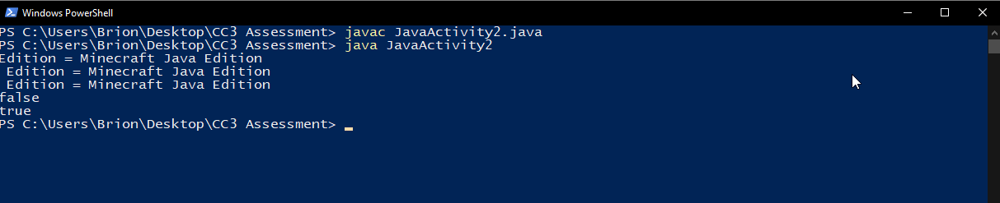 Windows PowerShell
PS C:\Users\Brion\Desktop\CC3 Assessment> javac JavaActivity2.java
PS C:\Users\Brion\Desktop\CC3 Assessment> java JavaActivity2
Edition = Minecraft Java Edition
 Edition = Minecraft Java Edition
 Edition = Minecraft Java Edition
false
true
PS C:\Users\Brion\Desktop\CC3 Assessment>